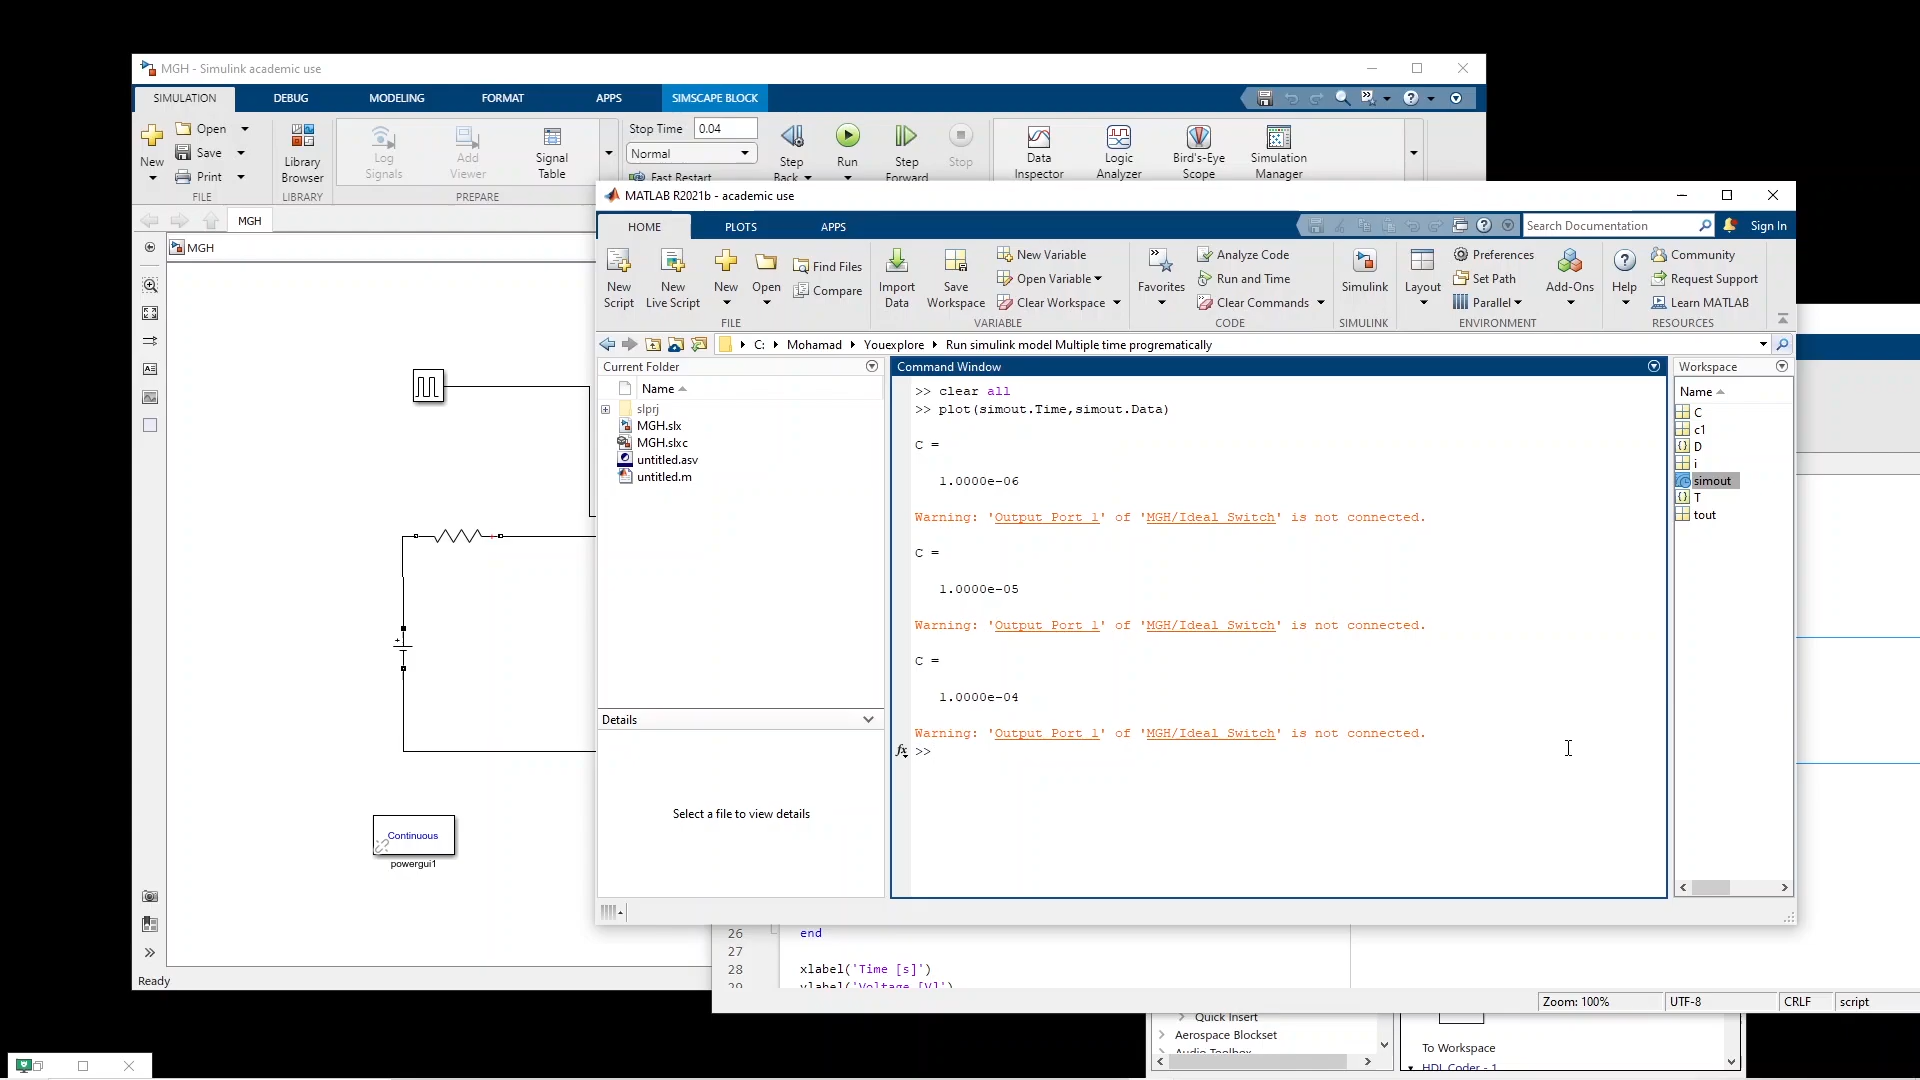 MGH - Simulink academic use
SIMULATION
DEBUG
MODELING
FORMAT
APPS
SIMSCAPE BLOCK
New
Open
Save
Print
FILE
Library
Browser
LIBRARY
Log
Signals
Add
Viewer
Signal
Table
PREPARE
Stop Time 0.04
Normal
Fast Restart
Step
Back
Run
Step
Forward
Stop
Data
Inspector
Logic
Analyzer
Bird's-Eye
Scope
Simulation
Manager
MGH
MGH
Continuous
powergui1
Ready
MATLAB R2021b - academic use
HOME
PLOTS
APPS
Search Documentation
Sign In
New
Script
New
Live Script
New
Open
Find Files
Compare
FILE
Import
Data
Save
Workspace
New Variable
Open Variable
Clear Workspace
VARIABLE
Favorites
Analyze Code
Run and Time
Clear Commands
CODE
Simulink
SIMULINK
Layout
Preferences
Set Path
Parallel
Add-Ons
ENVIRONMENT
Help
Community
Request Support
Learn MATLAB
RESOURCES
C: Mohamad Youexplore Run simulink model Multiple time progrematically
Current Folder
Name
slprj
MGH.slx
MGH.slxc
untitled.asv
untitled.m
Details
Select a file to view details
Command Window
>> clear all
>> plot(simout.Time,simout.Data)
C =
1.0000e-06
Warning: 'Output Port 1' of 'MGH/Ideal Switch' is not connected.
C =
1.0000e-05
Warning: 'Output Port 1' of 'MGH/Ideal Switch' is not connected.
C =
1.0000e-04
Warning: 'Output Port 1' of 'MGH/Ideal Switch' is not connected.
fx >>
Workspace
Name
C
c1
D
i
simout
T
tout
26 end
27
28 xlabel('Time [s]')
29 ylabel('Voltage [V]')
Zoom: 100%
UTF-8
CRLF
script
Quick Insert
Aerospace Blockset
Audio Toolbox
To Workspace
HDL Coder - 1